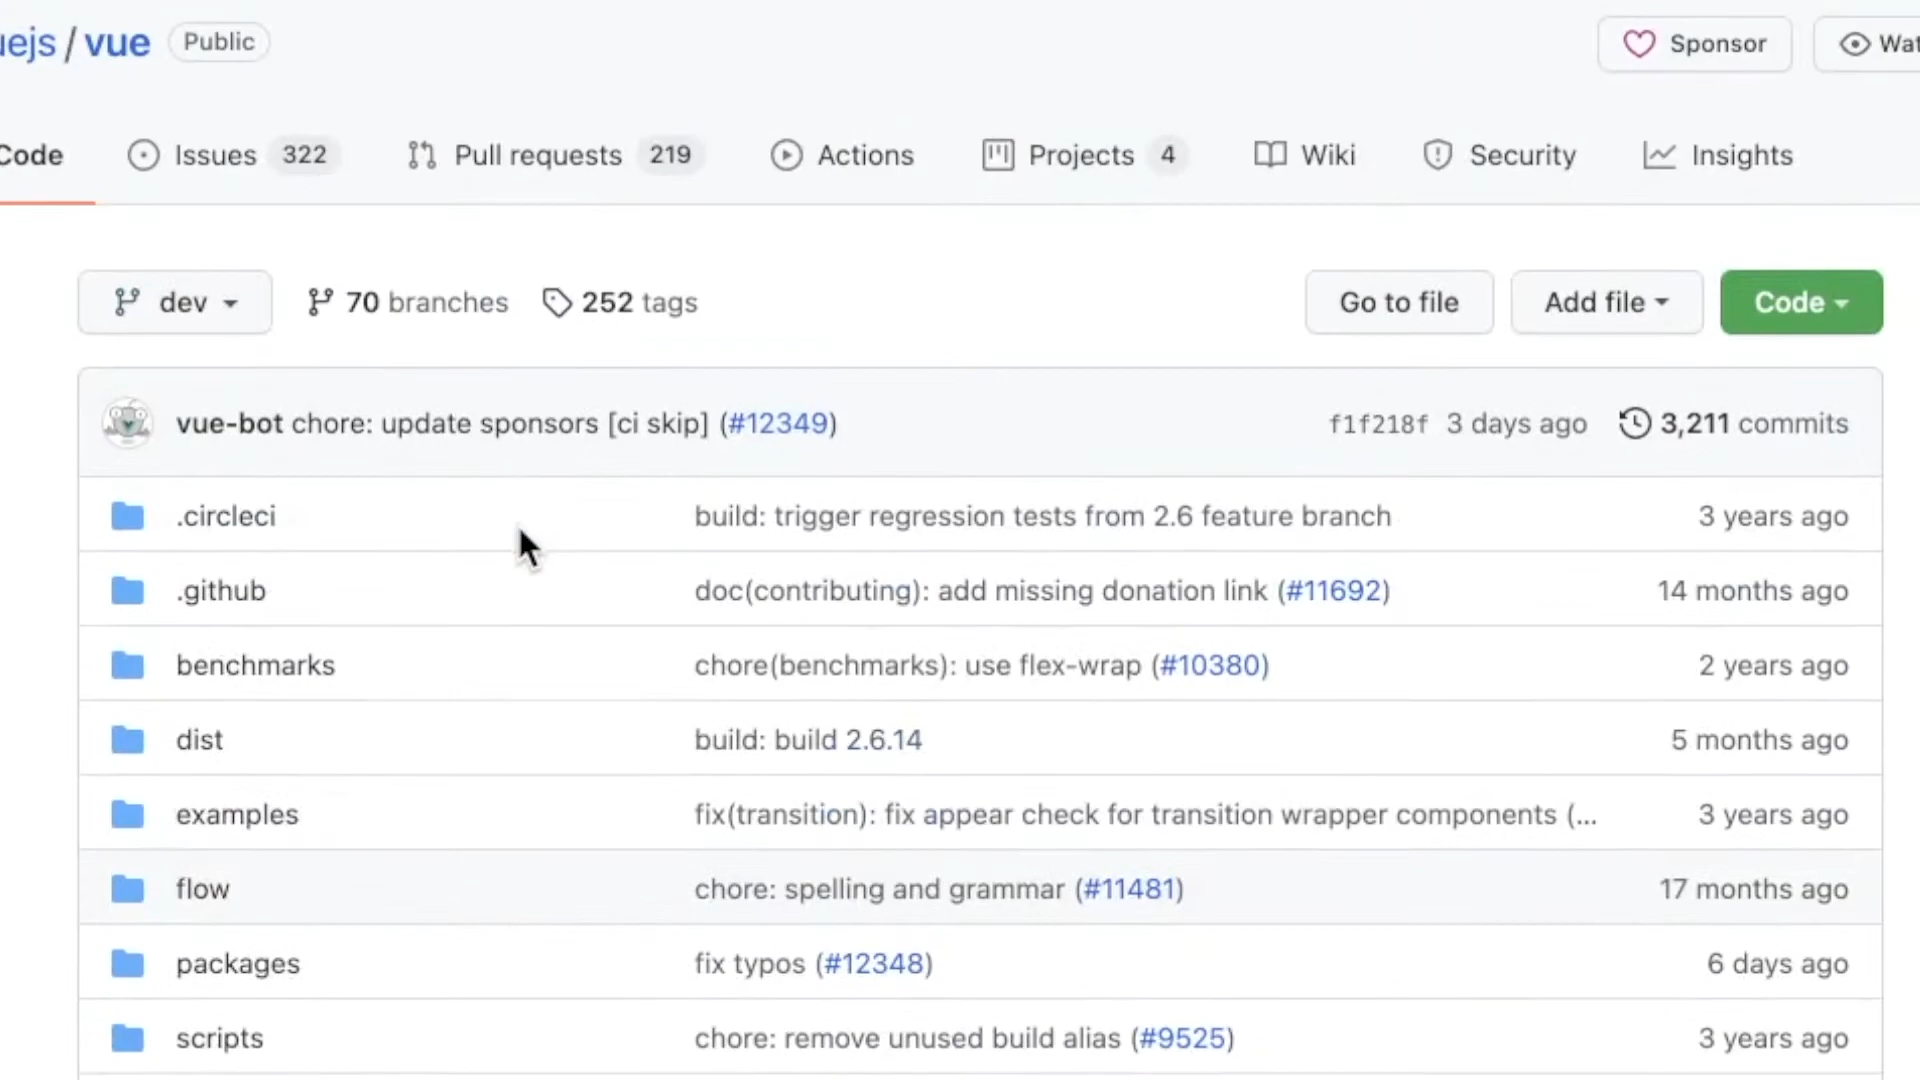 uejs / vue Public Sponsor
Code Issues 322 Pull requests 219 Actions Projects 4 Wiki Security Insights
dev 70 branches 252 tags Go to file Add file Code
vue-bot chore: update sponsors [ci skip] (#12349) f1f218f 3 days ago 3,211 commits
.circleci build: trigger regression tests from 2.6 feature branch 3 years ago
.github doc(contributing): add missing donation link (#11692) 14 months ago
benchmarks chore(benchmarks): use flex-wrap (#10380) 2 years ago
dist build: build 2.6.14 5 months ago
examples fix(transition): fix appear check for transition wrapper components (... 3 years ago
flow chore: spelling and grammar (#11481) 17 months ago
packages fix typos (#12348) 6 days ago
scripts chore: remove unused build alias (#9525) 3 years ago